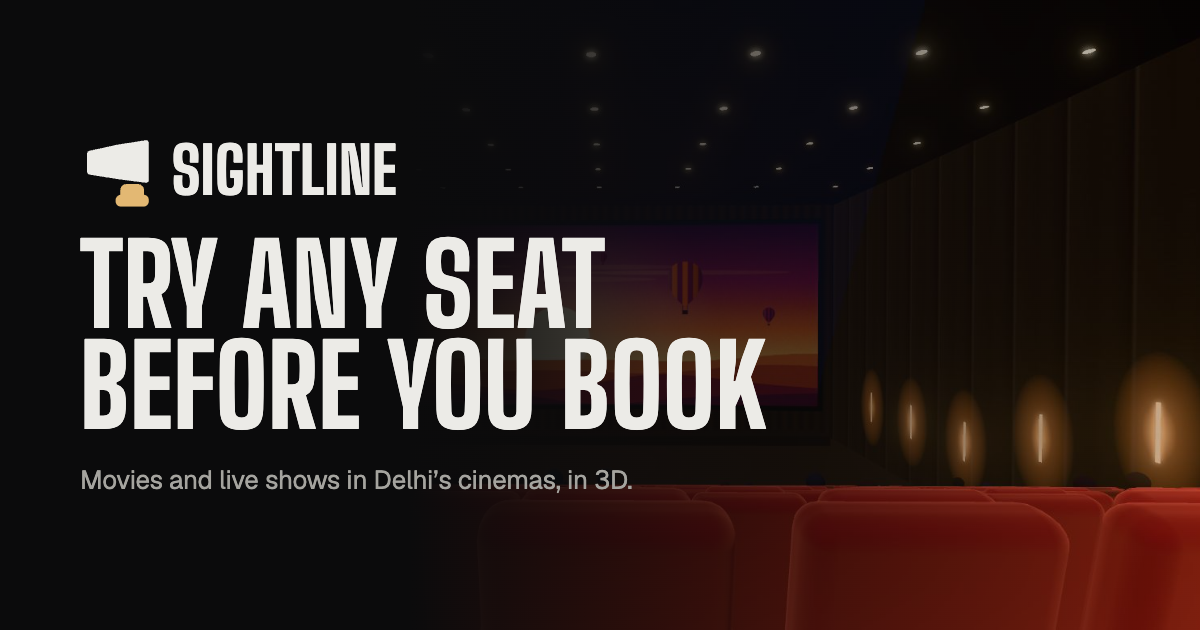 SIGHTLINE
TRY ANY SEAT
BEFORE YOU BOOK
Movies and live shows in Delhi’s cinemas, in 3D.